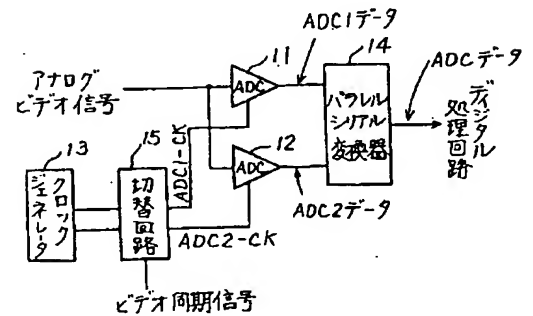 ADC1データ
11
14
ADCデータ
アナログ
ビデオ信号
ADC
パラレル
シリアル
変換器
ディジタル
処理回路
12
ADC
13
15
ADC1-CK
クロック
ジェネレータ
切替回路
ADC2-CK
ADC2データ
ビデオ同期信号